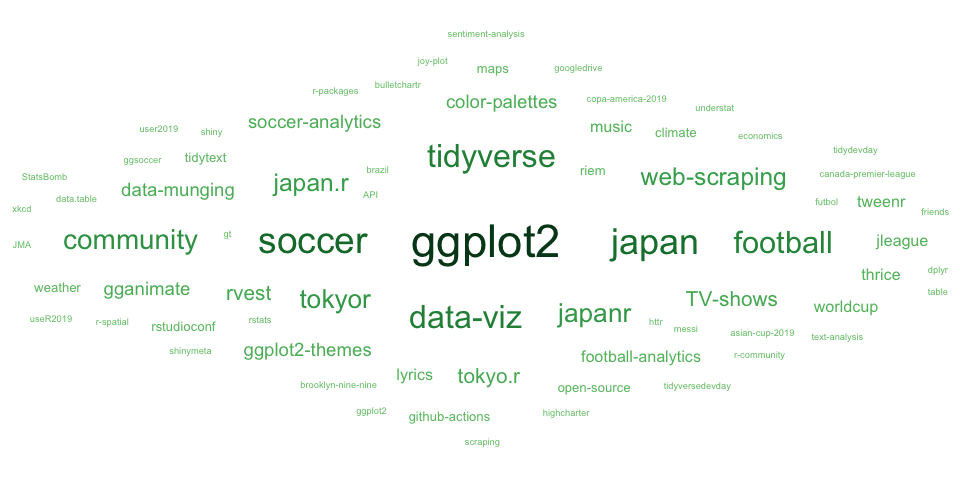 sentiment-analysis
joy-plot
maps
googledrive
r-packages
bulletchartr
color-palettes
copa-america-2019
understat
user2019
shiny
soccer-analytics
music
climate
economics
tidydevday
ggsoccer
tidytext
brazil
tidyverse
riem
web-scraping
canada-premier-league
StatsBomb
data.table
data-munging
japan.r
API
futbol
tweenr
friends
xkcd
JMA
community
gt
soccer
ggplot2
japan
football
jleague
thrice
dplyr
weather
gganimate
rvest
tokyor
data-viz
japanr
TV-shows
worldcup
table
useR2019
r-spatial
rstudioconf
rstats
httr
messi
asian-cup-2019
text-analysis
shinymeta
ggplot2-themes
football-analytics
r-community
brooklyn-nine-nine
lyrics
tokyo.r
open-source
tidyversedevday
ggplot2
github-actions
highcharter
scraping